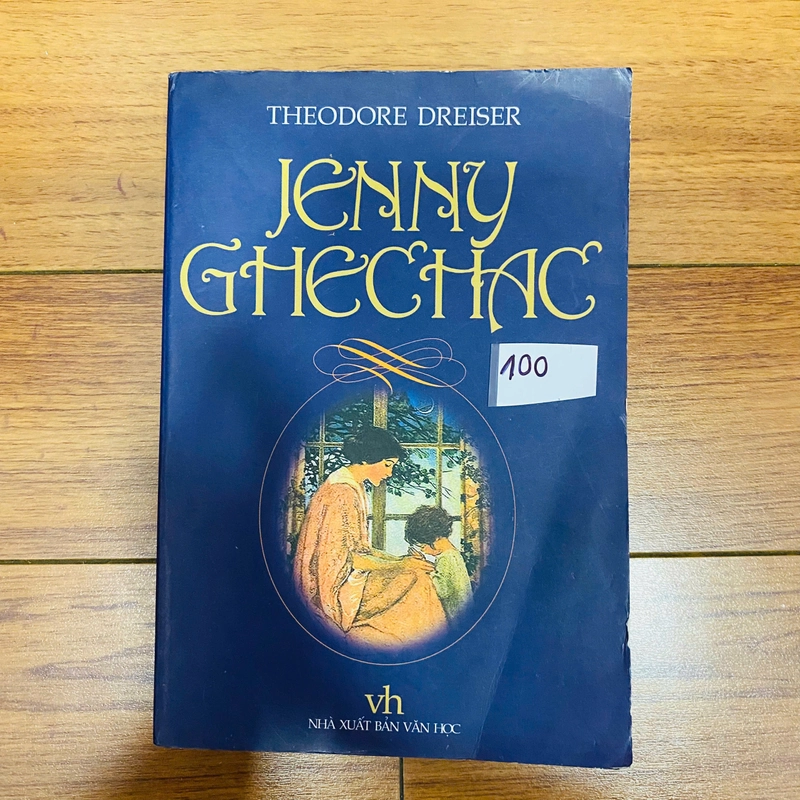 THEODORE DREISER
JENNY
GHECHAC
100
vh
NHÀ XUẤT BẢN VĂN HỌC